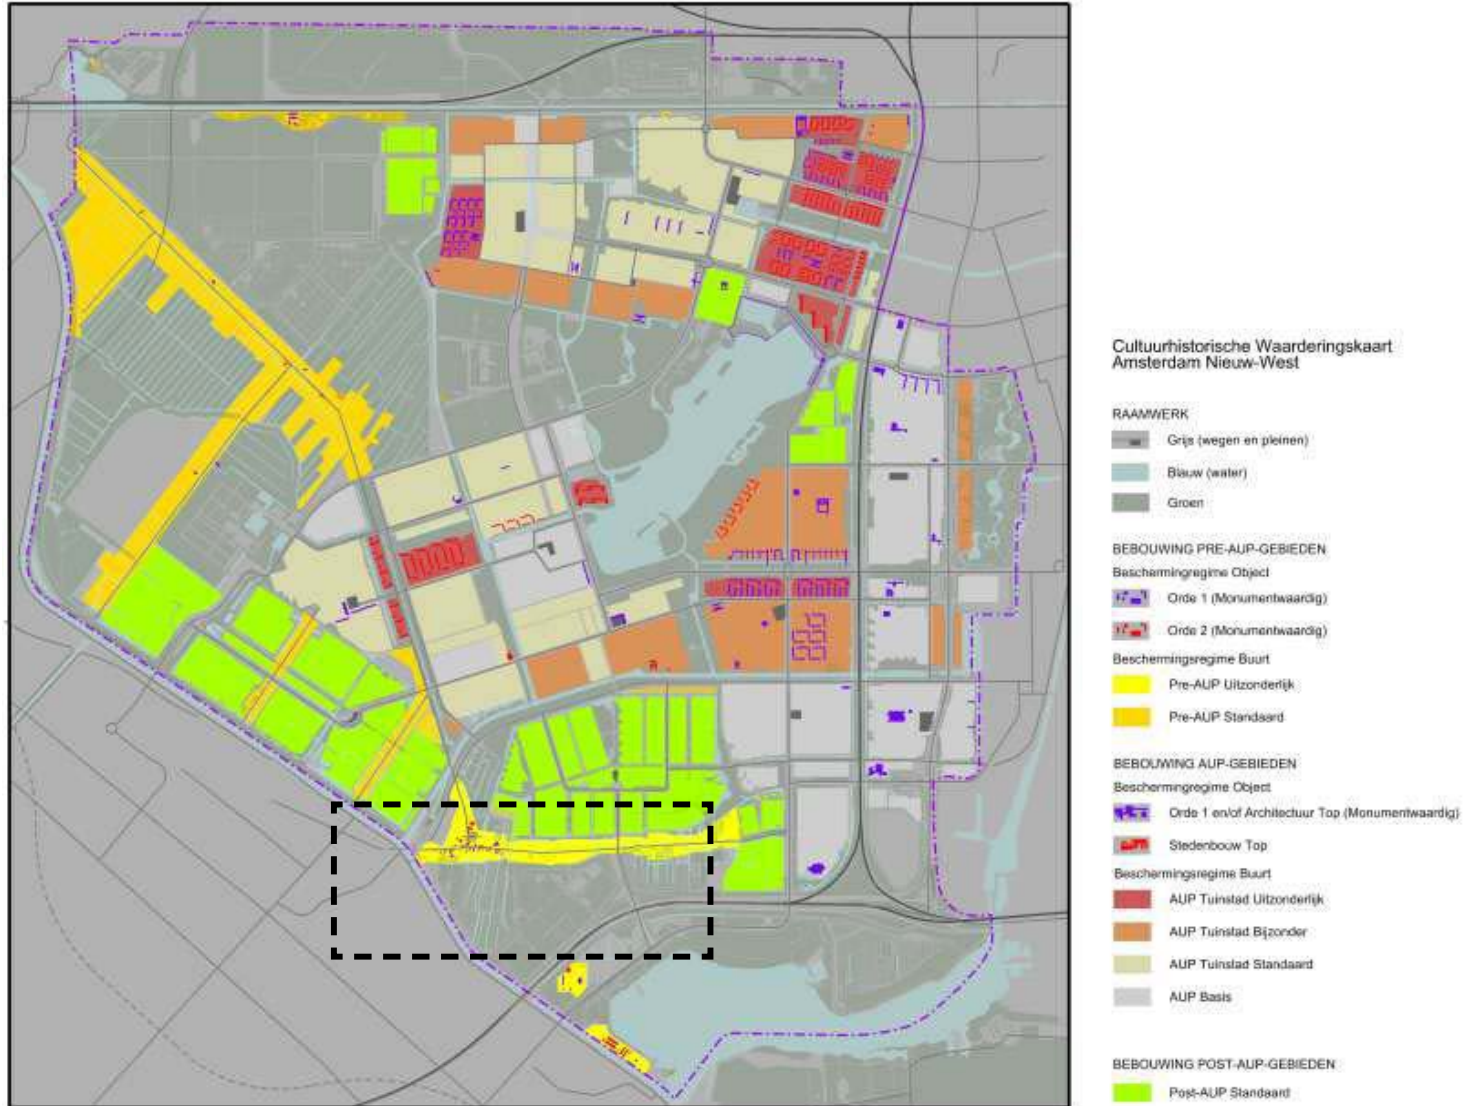 Cultuurhistorische Waarderingskaart
Amsterdam Nieuw-West
RAAMWERK
Grijs (wegen en pleinen)
Blauw (water)
Groen
BEBOUWING PRE-AUP-GEBIEDEN
Beschermingregime Object
Orde 1 (Monumentwaardig)
Orde 2 (Monumentwaardig)
Beschermingsregime Buurt
Pre-AUP Uitzonderlijk
Pre-AUP Standaard
BEBOUWING AUP-GEBIEDEN
Beschermingregime Object
Orde 1 en/of Architectuur Top (Monumentwaardig)
Stedenbouw Top
Beschermingsregime Buurt
AUP Tuinstad Uitzonderlijk
AUP Tuinstad Bijzonder
AUP Tuinstad Standaard
AUP Basis
BEBOUWING POST-AUP-GEBIEDEN
Post-AUP Standaard